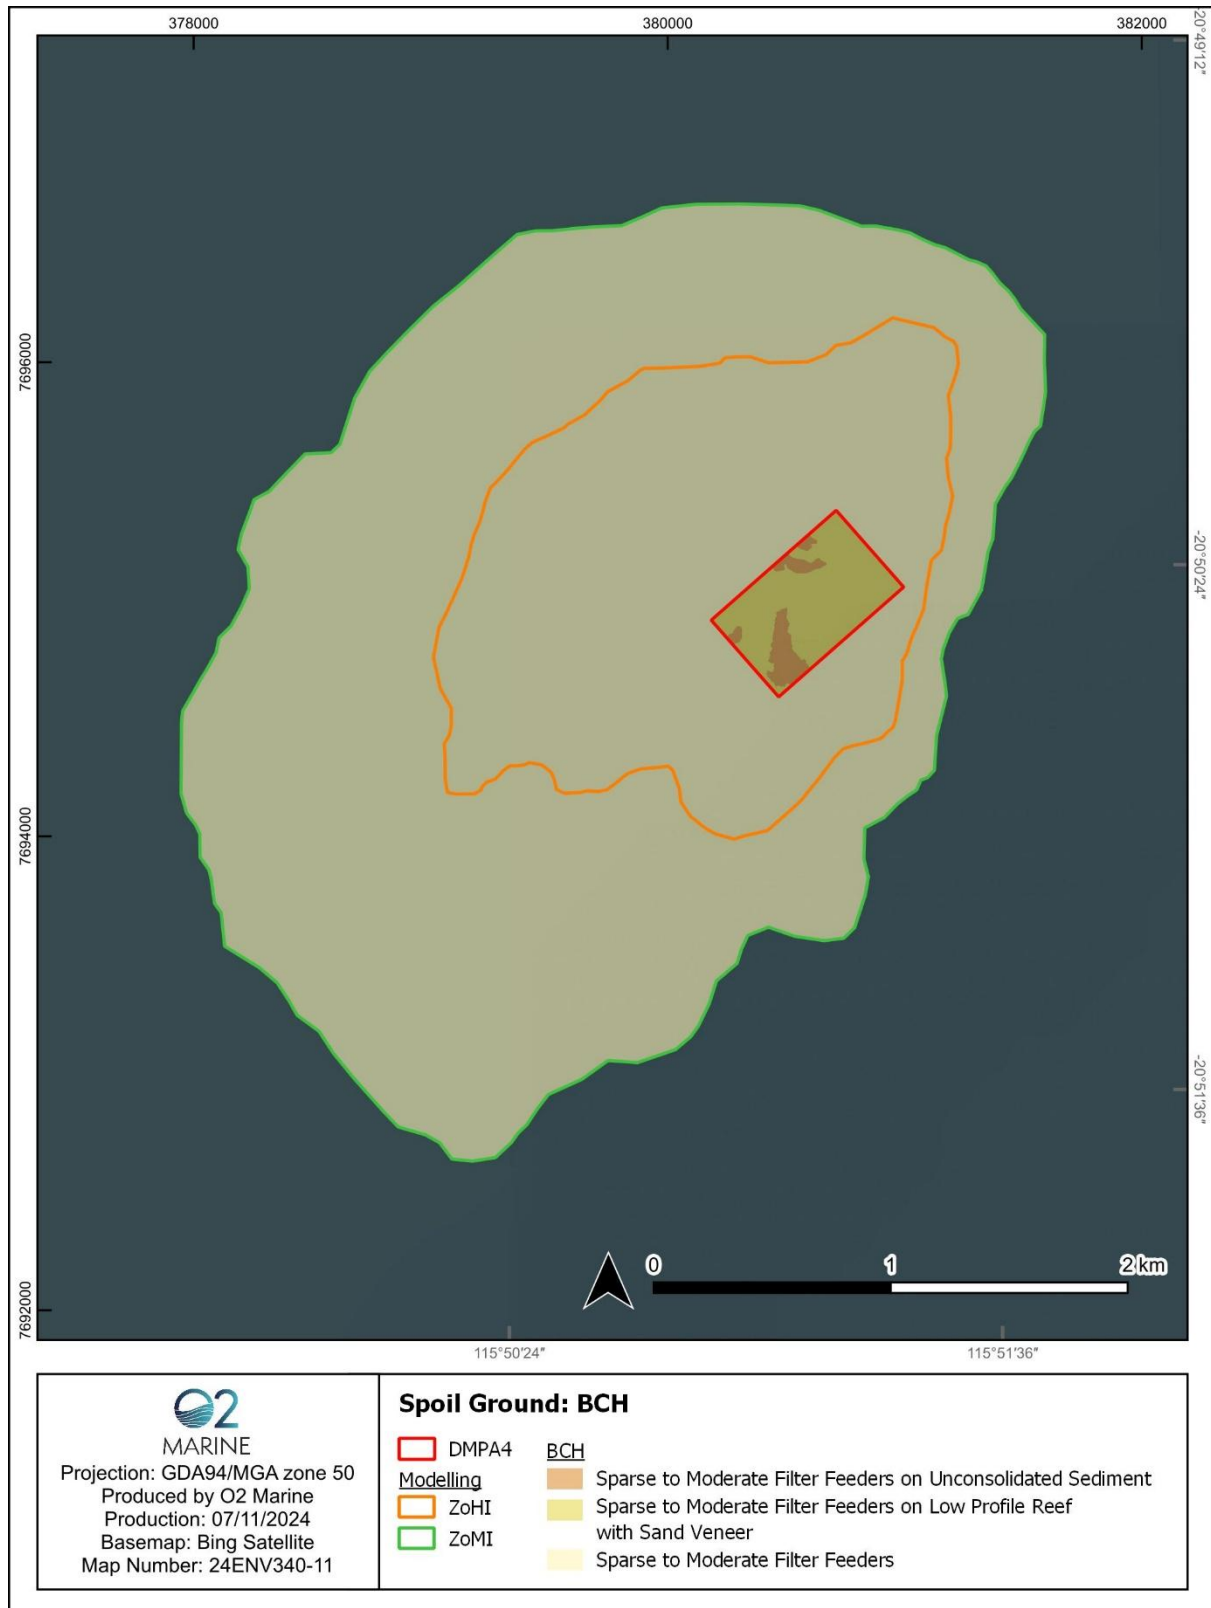 378000
380000
382000
-20°49'12"
7696000
-20°50'24"
7694000
-20°51'36"
7692000
0
1
2 km
115°50'24"
115°51'36"
O2
MARINE
Projection: GDA94/MGA zone 50
Produced by O2 Marine
Production: 07/11/2024
Basemap: Bing Satellite
Map Number: 24ENV340-11
Spoil Ground: BCH
DMPA4
Modelling
ZoHI
ZoMI
BCH
Sparse to Moderate Filter Feeders on Unconsolidated Sediment
Sparse to Moderate Filter Feeders on Low Profile Reef
with Sand Veneer
Sparse to Moderate Filter Feeders